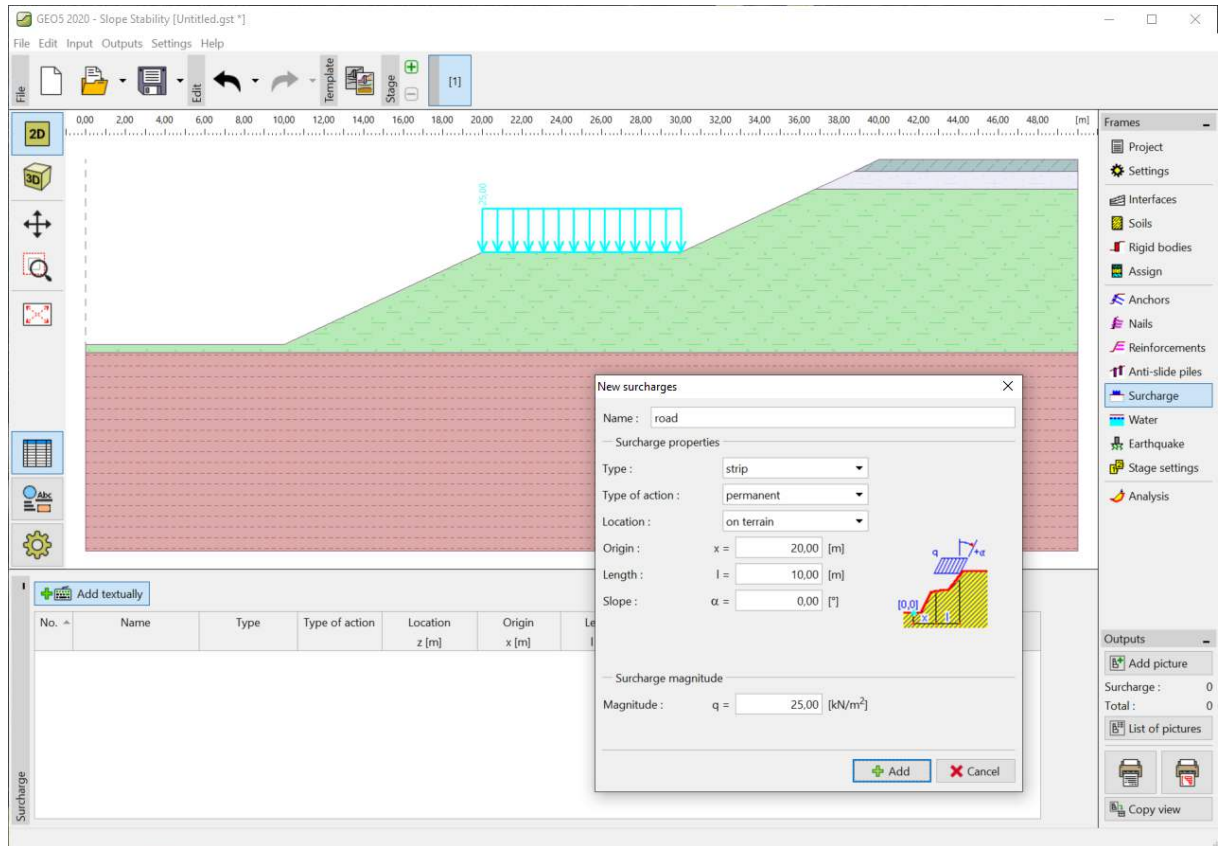 GEO5 2020 - Slope Stability [Untitled.gst *]
File Edit Input Outputs Settings Help
File
Edit
Template
Stage
[1]
2D
3D
0,00 2,00 4,00 6,00 8,00 10,00 12,00 14,00 16,00 18,00 20,00 22,00 24,00 26,00 28,00 30,00 32,00 34,00 36,00 38,00 40,00 42,00 44,00 46,00 48,00 [m]
25,00
Abc
Frames
Project
Settings
Interfaces
Soils
Rigid bodies
Assign
Anchors
Nails
Reinforcements
Anti-slide piles
Surcharge
Water
Earthquake
Stage settings
Analysis
New surcharges
Name : road
Surcharge properties
Type : strip
Type of action : permanent
Location : on terrain
Origin : x = 20,00 [m]
Length : l = 10,00 [m]
Slope : α = 0,00 [°]
q +α
[0,0]
x l
Surcharge magnitude
Magnitude : q = 25,00 [kN/m²]
Add Cancel
Add textually
No. Name Type Type of action Location Origin Le
z [m] x [m] l
Surcharge
Outputs
Add picture
Surcharge : 0
Total : 0
List of pictures
Copy view